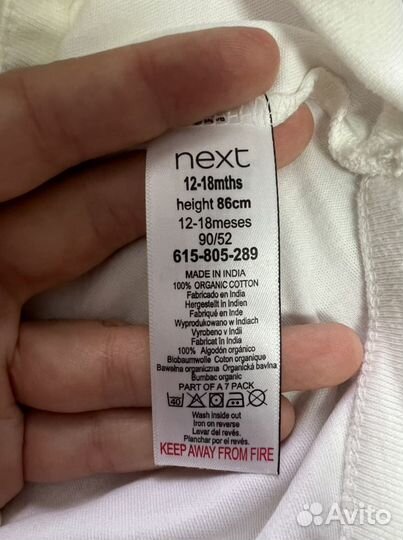 next
12-18mths
height 86cm
12-18meses
90/52
615-805-289
MADE IN INDIA
100% ORGANIC COTTON
Fabricado en India
Hergestellt in Indien
Fabriqué en Inde
Wyprodukowano w Indiach
Vyrobeno v Indii
Fabricat în India
100% Algodón orgánico
Biobaumwolle Coton organique
Bawełna organiczna Organická bavlna
Bumbac organic
PART OF A 7 PACK
40
Wash inside out
Iron on reverse
Lavar del revés.
Planchar por el revés.
KEEP AWAY FROM FIRE
Avito